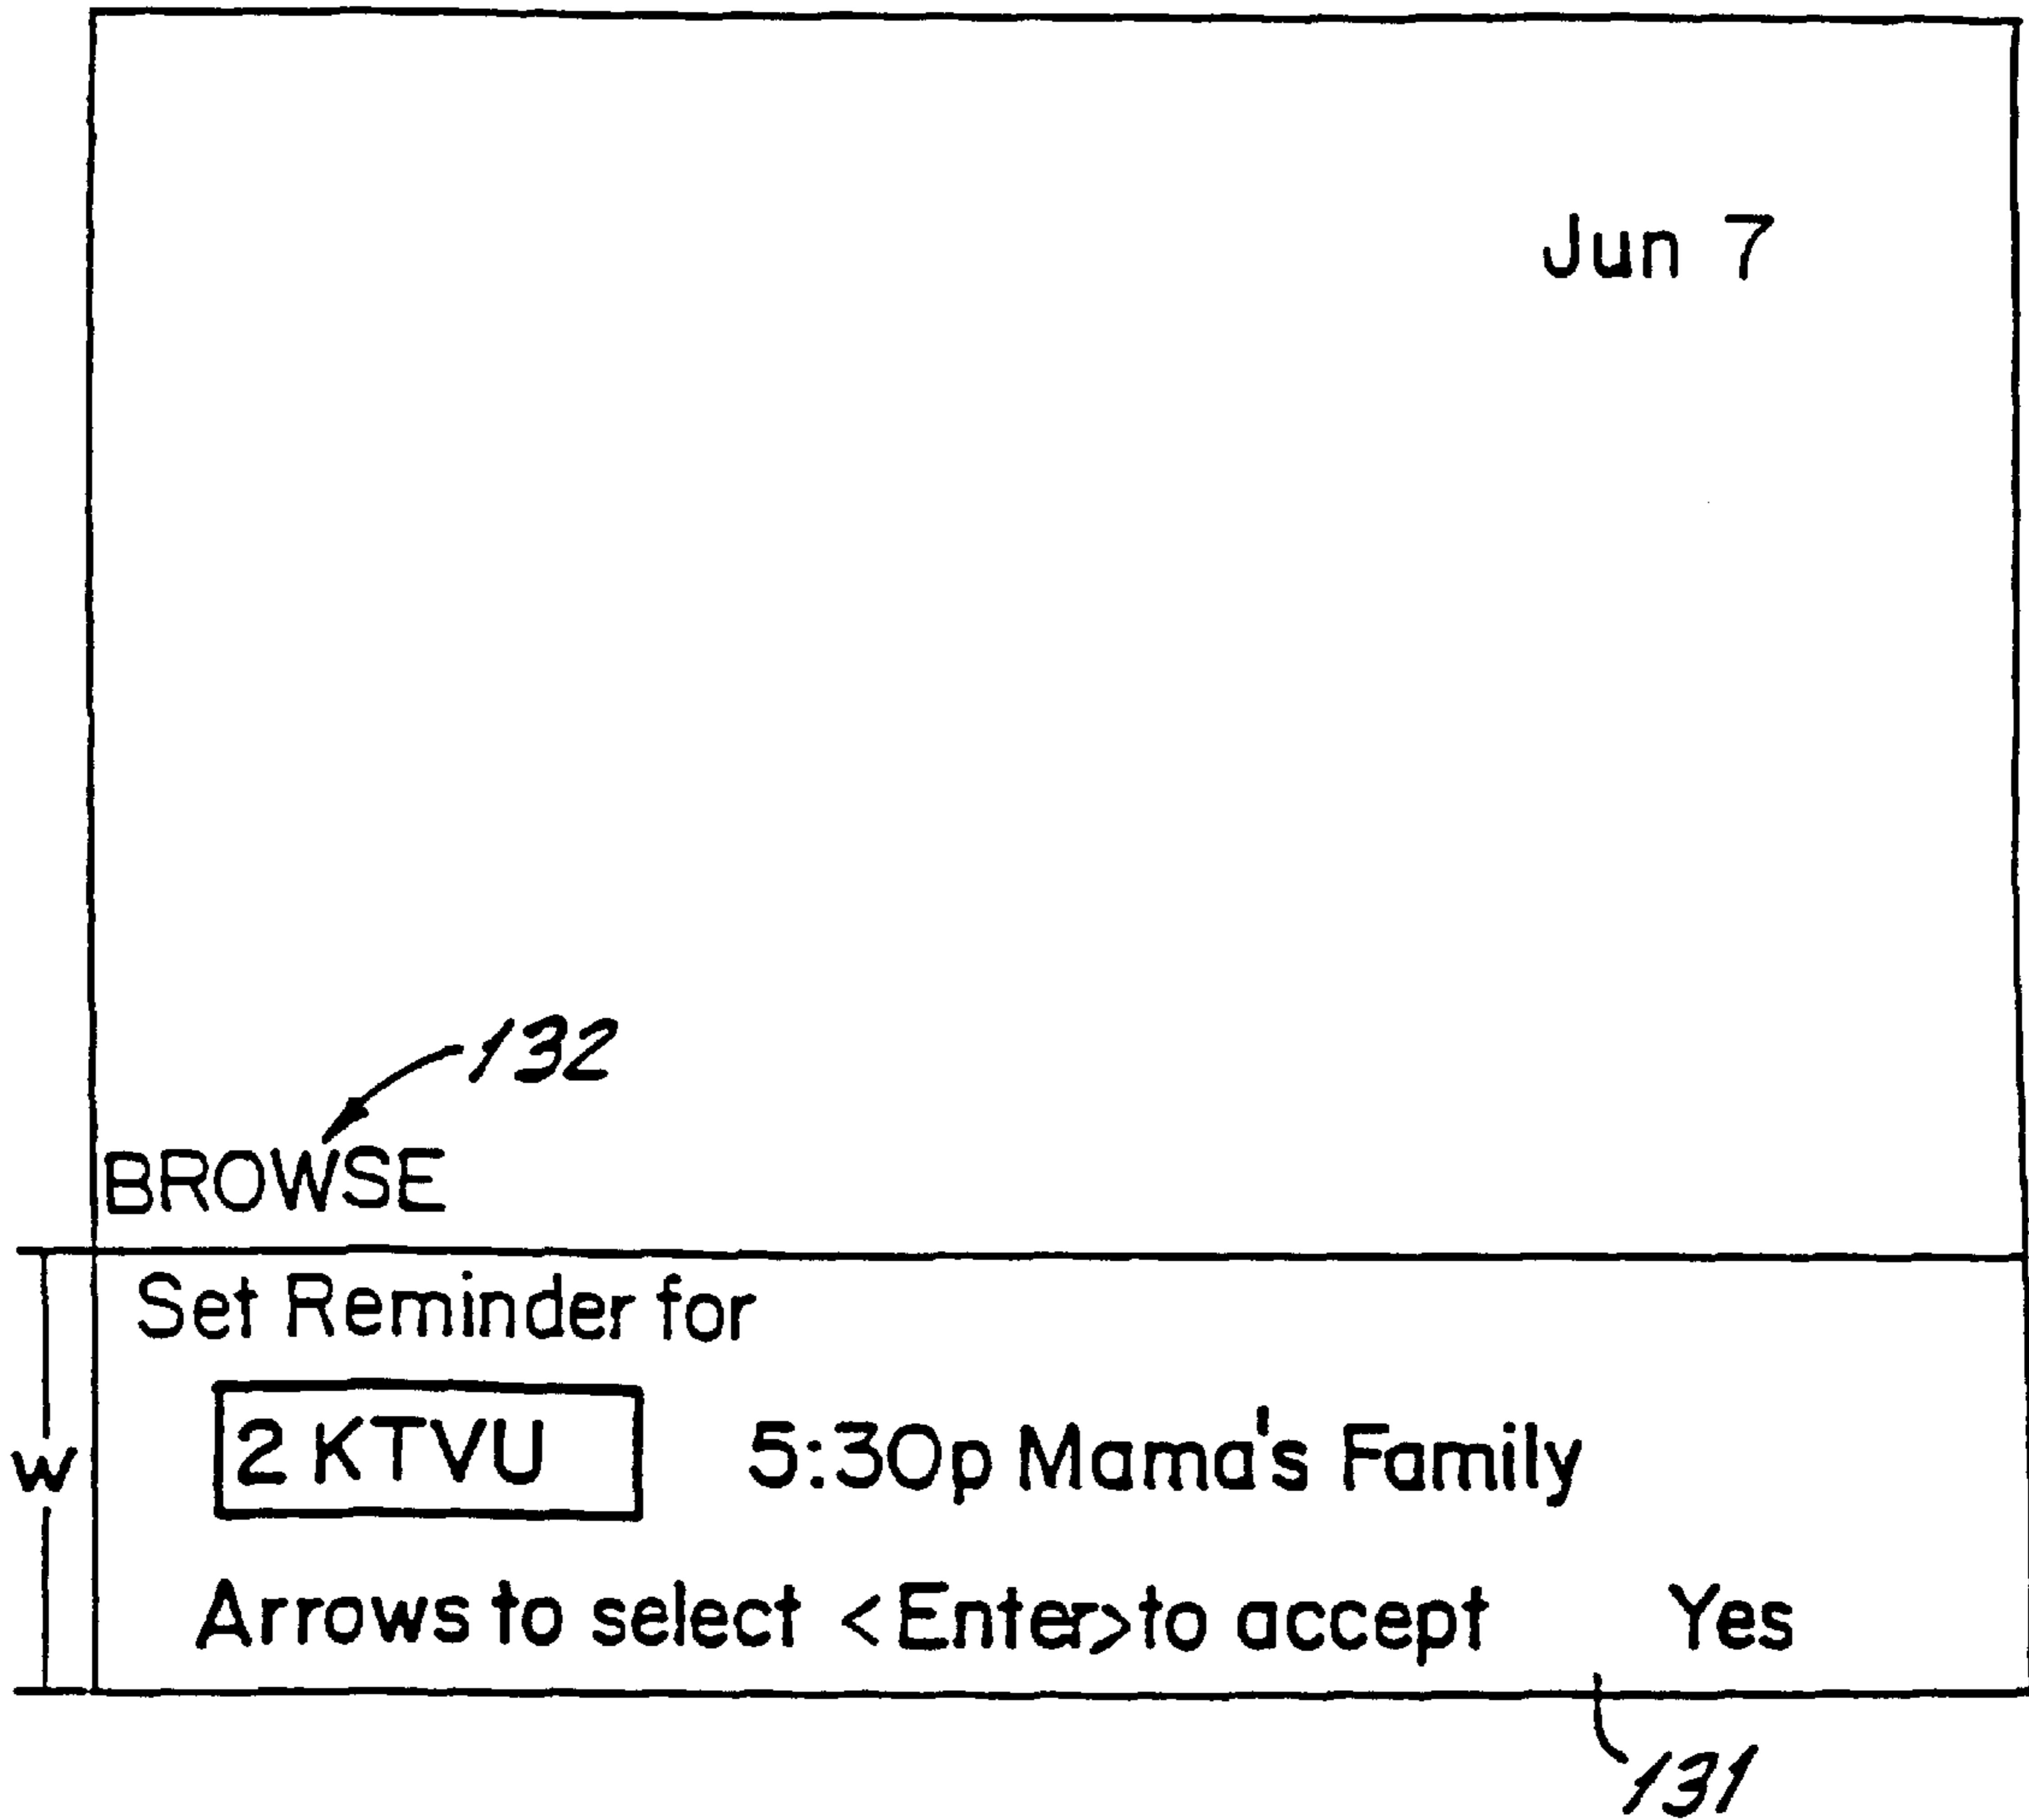 Jun 7
132
BROWSE
Set Reminder for
2 KTVU 5:30p Mama's Family
W
Arrows to select <Enter>to accept Yes
131